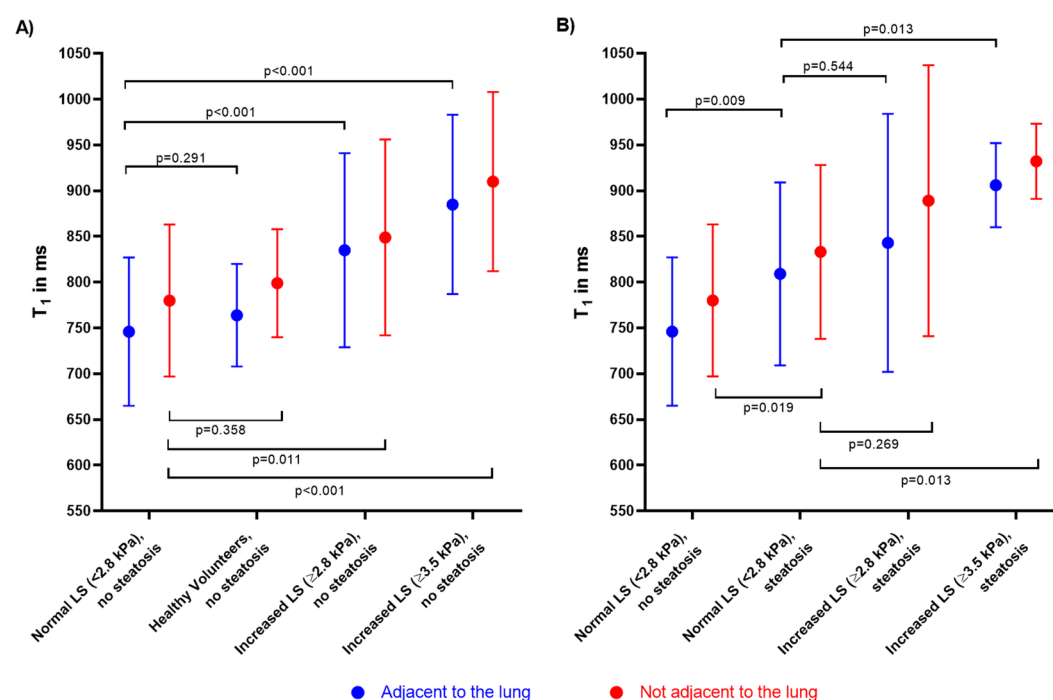 A)
B)
1050
1000
950
900
850
800
750
700
650
600
550
T1 in ms
p<0.001
p<0.001
p=0.291
p=0.358
p=0.011
p<0.001
Normal LS (<2.8 kPa),
no steatosis
Healthy Volunteers,
no steatosis
Increased LS (≥2.8 kPa),
no steatosis
Increased LS (≥3.5 kPa),
no steatosis
1050
1000
950
900
850
800
750
700
650
600
550
T1 in ms
p=0.013
p=0.544
p=0.009
p=0.019
p=0.269
p=0.013
Normal LS (<2.8 kPa),
no steatosis
Normal LS (<2.8 kPa),
steatosis
Increased LS (≥2.8 kPa),
steatosis
Increased LS (≥3.5 kPa),
steatosis
Adjacent to the lung
Not adjacent to the lung